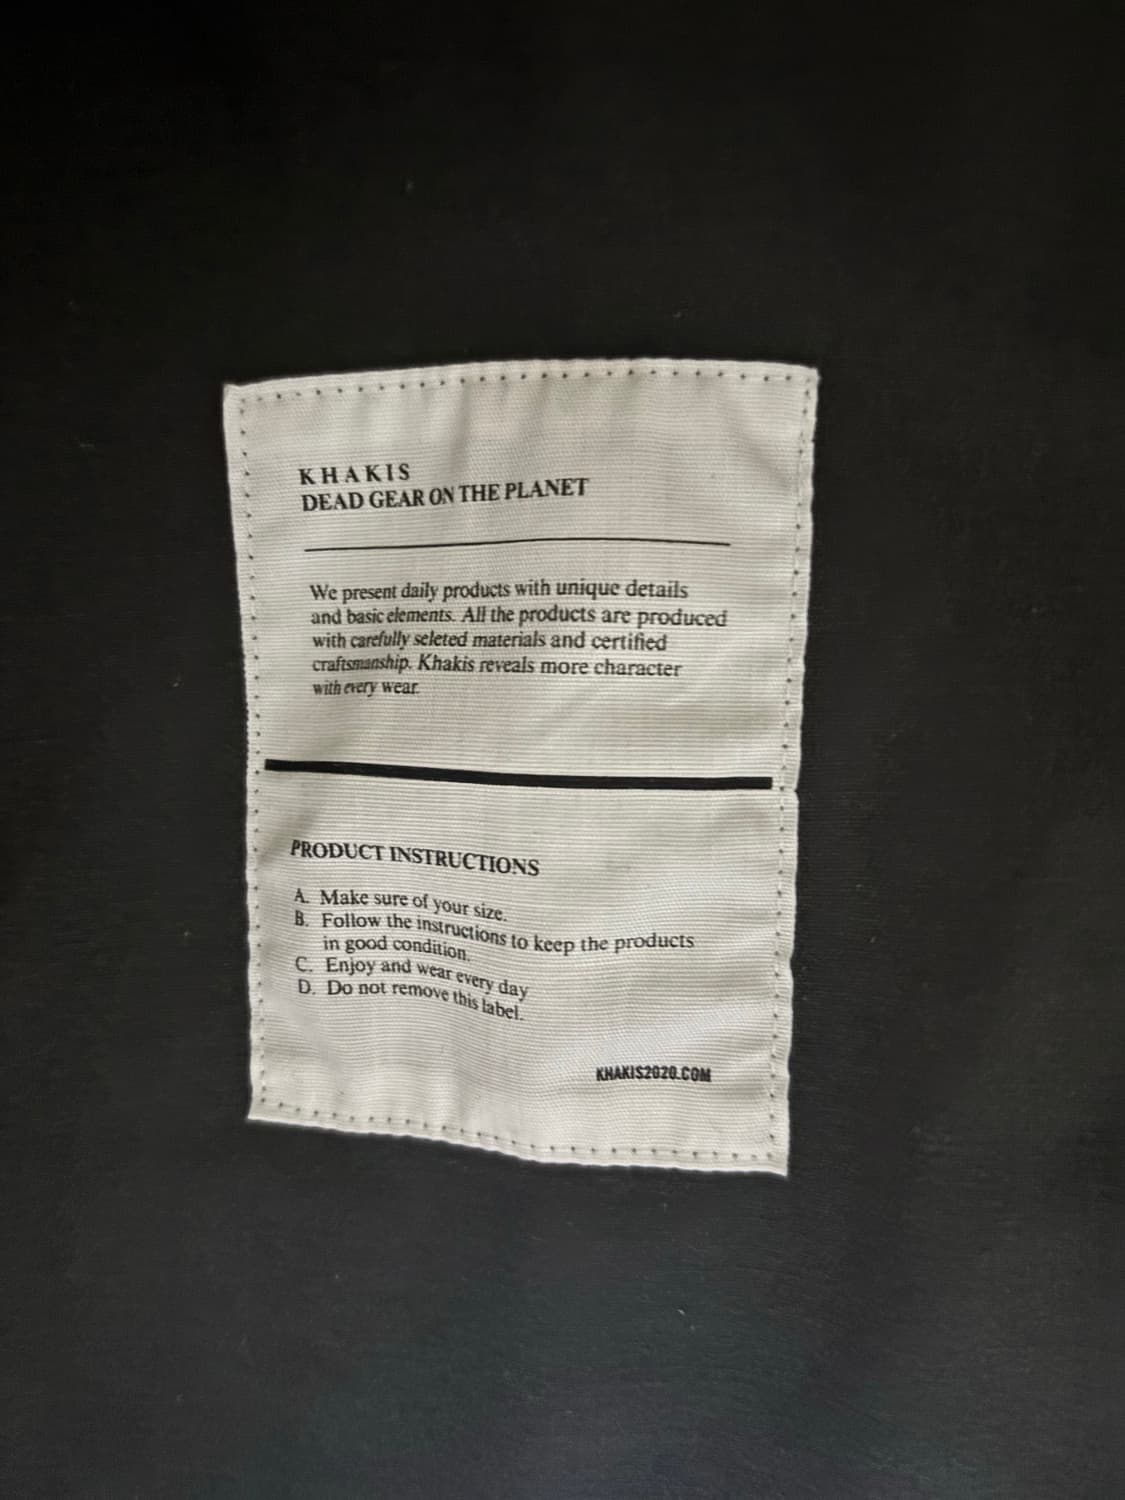 KHAKIS
DEAD GEAR ON THE PLANET
We present daily products with unique details
and basic elements. All the products are produced
with carefully seleted materials and certified
craftsmanship. Khakis reveals more character
with every wear.
PRODUCT INSTRUCTIONS
A. Make sure of your size.
B. Follow the instructions to keep the products
in good condition.
C. Enjoy and wear every day
D. Do not remove this label.
KHAKIS2020.COM